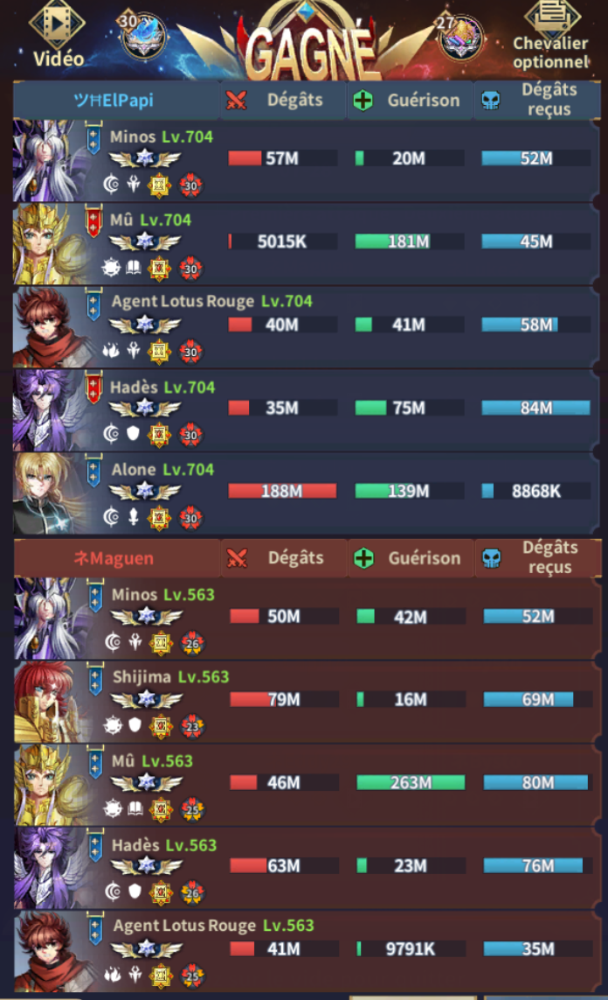 30
GAGNÉ
27
Vidéo
Chevalier
optionnel
ツĦElPapi
Dégâts
Guérison
Dégâts
reçus
Minos Lv.704
57M
20M
52M
30
Mû Lv.704
5015K
181M
45M
30
Agent Lotus Rouge Lv.704
40M
41M
58M
30
Hadès Lv.704
35M
75M
84M
30
Alone Lv.704
188M
139M
8868K
30
ネMaguen
Dégâts
Guérison
Dégâts
reçus
Minos Lv.563
50M
42M
52M
26
Shijima Lv.563
79M
16M
69M
23
Mû Lv.563
46M
263M
80M
25
Hadès Lv.563
63M
23M
76M
26
Agent Lotus Rouge Lv.563
41M
9791K
35M
25